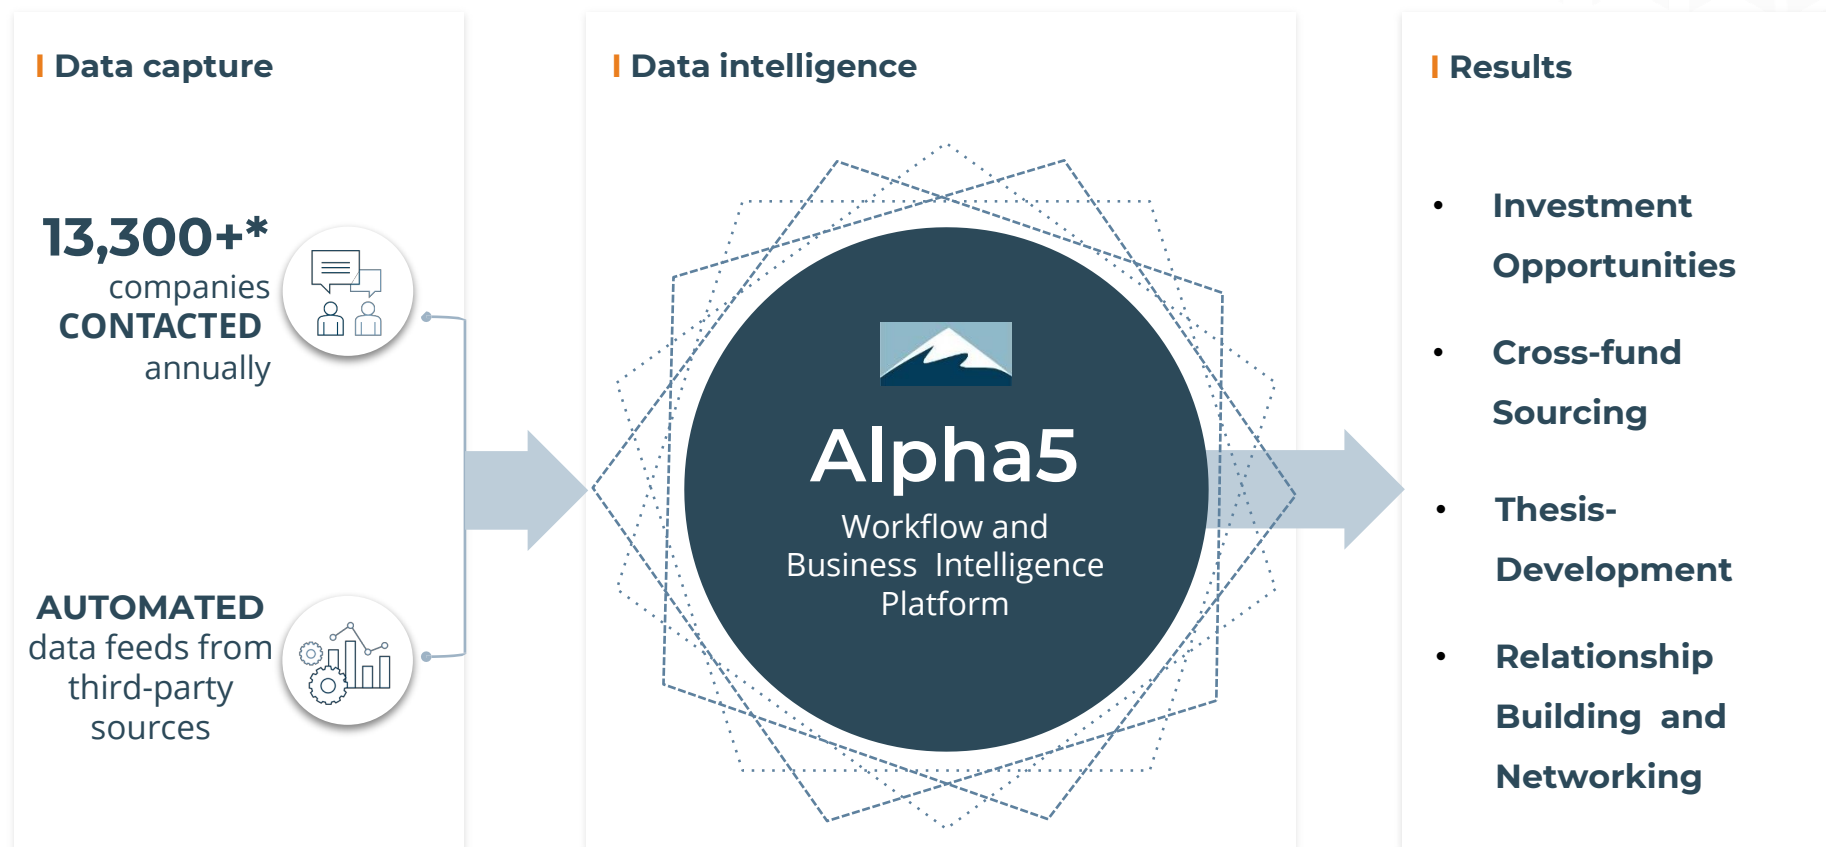 Data capture
13,300+*
companies
CONTACTED
annually
AUTOMATED
data feeds from
third-party
sources
Data intelligence
Alpha5
Workflow and
Business Intelligence
Platform
Results
• Investment
Opportunities
• Cross-fund
Sourcing
• Thesis-
Development
• Relationship
Building and
Networking